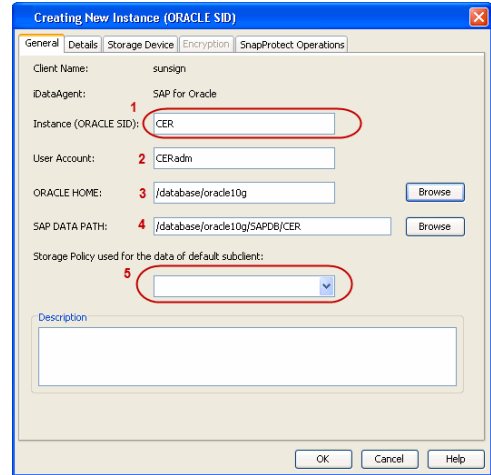 Creating New Instance (ORACLE SID)
General Details Storage Device Encryption SnapProtect Operations
Client Name: sunsign
iDataAgent: SAP for Oracle
1
Instance (ORACLE SID): CER
User Account: 2 CERadm
ORACLE HOME: 3 /database/oracle10g Browse
SAP DATA PATH: 4 /database/oracle10g/SAPDB/CER Browse
Storage Policy used for the data of default subclient:
5
Description
OK Cancel Help